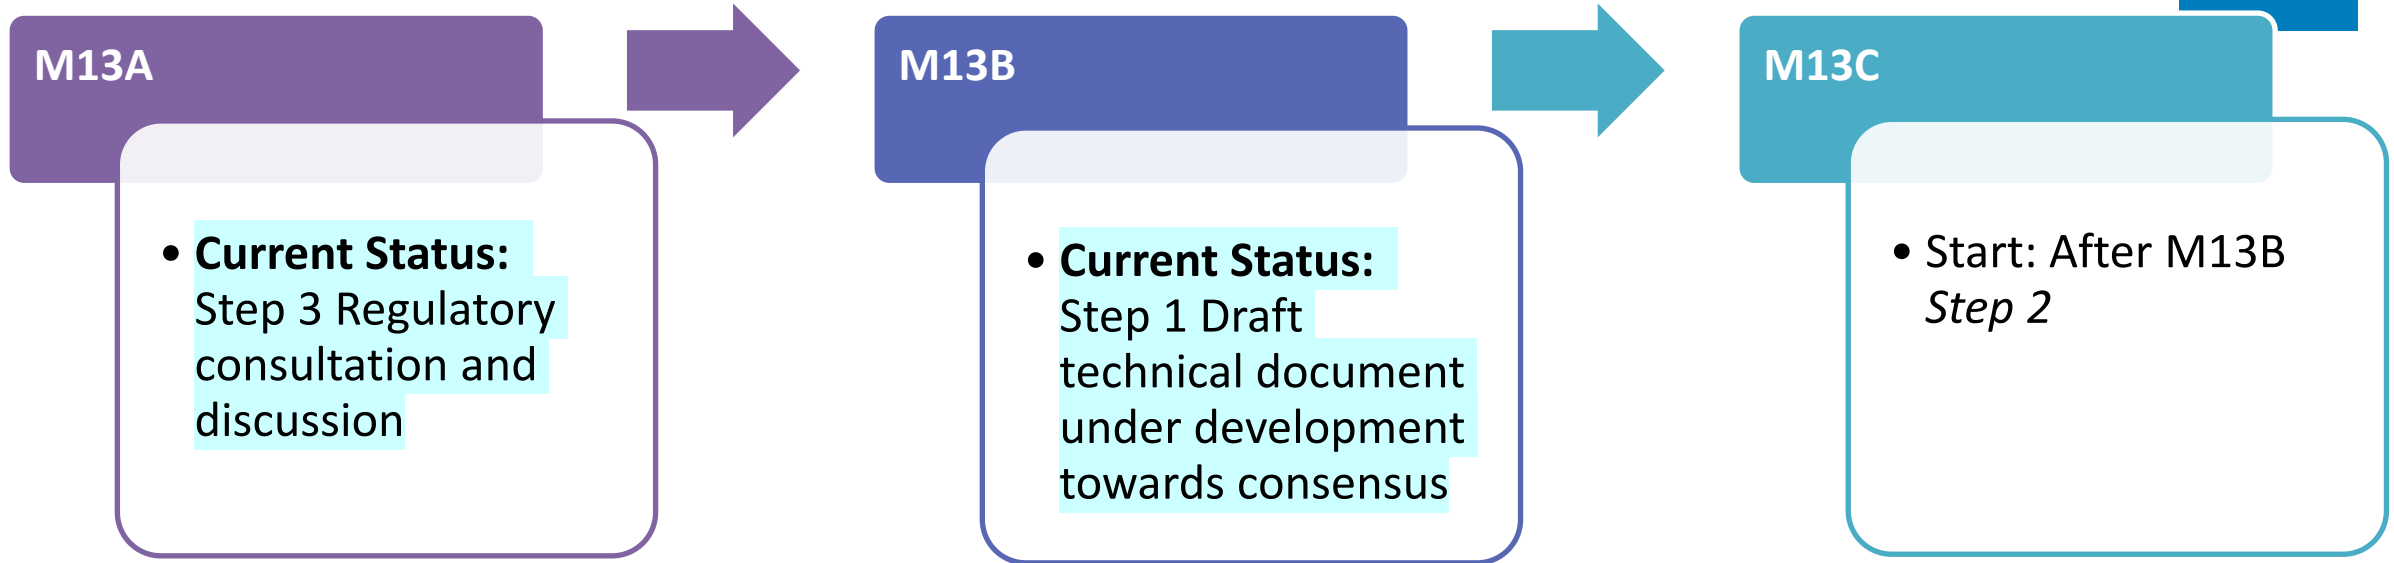 M13A
• Current Status:
Step 3 Regulatory
consultation and
discussion
M13B
• Current Status:
Step 1 Draft
technical document
under development
towards consensus
M13C
• Start: After M13B
Step 2